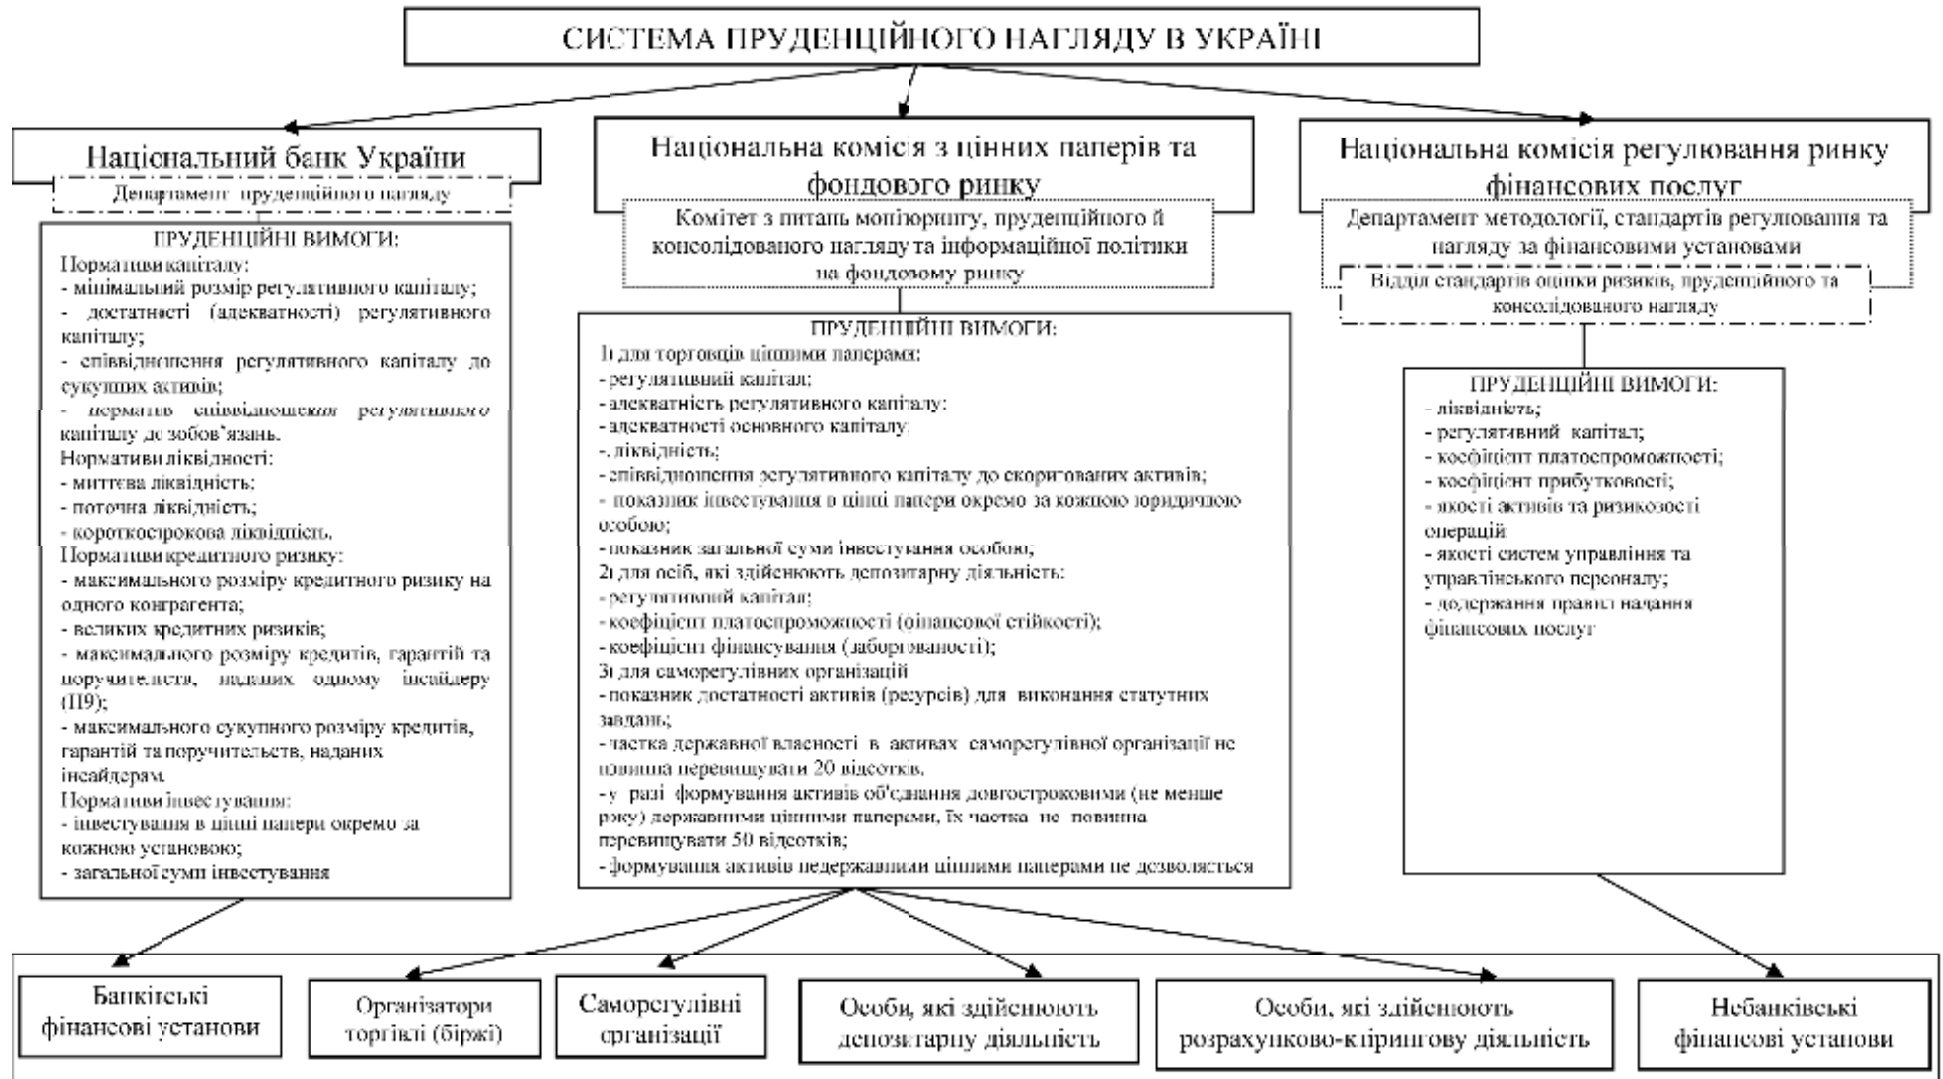 СИСТЕМА ПРУДЕНЦІЙНОГО НАГЛЯДУ В УКРАЇНІ
Національний банк України
Департамент пруденційного нагляду
ПРУДЕНЦІЙНІ ВИМОГИ:
Нормативи капіталу:
- мінімальний розмір регулятивного капіталу;
- достатності (адекватності) регулятивного
капіталу;
- співвідношення регулятивного капіталу до
сукупних активів;
- норматив співвідношення регулятивного
капіталу до зобов’язань.
Нормативи ліквідності:
- миттєва ліквідність;
- поточна ліквідність;
- короткострокова ліквідність.
Нормативи кредитного ризику:
- максимального розміру кредитного ризику на
одного контрагента;
- великих кредитних ризиків;
- максимального розміру кредитів, гарантій та
поручительств, наданих одному інсайдеру
(Н9);
- максимального сукупного розміру кредитів,
гарантій та поручительств, наданих
інсайдерам
Нормативи інвестування:
- інвестування в цінні папери окремо за
кожною установою;
- загальної суми інвестування
Національна комісія з цінних паперів та
фондового ринку
Комітет з питань моніторингу, пруденційного й
консолідованого нагляду та інформаційної політики
на фондовому ринку
ПРУДЕНЦІЙНІ ВИМОГИ:
1) для торговців цінними паперами:
- регулятивний капітал;
- адекватність регулятивного капіталу:
- адекватності основного капіталу
- ліквідність;
- співвідношення регулятивного капіталу до скоригованих активів;
- показник інвестування в цінні папери окремо за кожною юридичною
особою;
- показник загальної суми інвестування особою;
2) для осіб, які здійснюють депозитарну діяльність:
- регулятивний капітал;
- коефіцієнт платоспроможності (фінансової стійкості);
- коефіцієнт фінансування (заборгованості);
3) для саморегулівних організацій
- показник достатності активів (ресурсів) для виконання статутних
завдань;
- частка державної власності в активах саморегулівної організації не
повинна перевищувати 20 відсотків.
- у разі формування активів об'єднання довгостроковими (не менше
року) державними цінними паперами, їх частка не повинна
перевищувати 50 відсотків;
- формування активів недержавними цінними паперами не дозволяється
Національна комісія регулювання ринку
фінансових послуг
Департамент методології, стандартів регулювання та
нагляду за фінансовими установами
Відділ стандартів оцінки ризиків, пруденційного та
консолідованого нагляду
ПРУДЕНЦІЙНІ ВИМОГИ:
- ліквідність;
- регулятивний капітал;
- коефіцієнт платоспроможності;
- коефіцієнт прибутковості;
- якості активів та ризиковості
операцій
- якості систем управління та
управлінського персоналу;
- додержання правил надання
фінансових послуг
Банківські
фінансові установи
Організатори
торгівлі (біржі)
Саморегулівні
організації
Особи, які здійснюють
депозитарну діяльність
Особи, які здійснюють
розрахунково-клірингову діяльність
Небанківські
фінансові установи